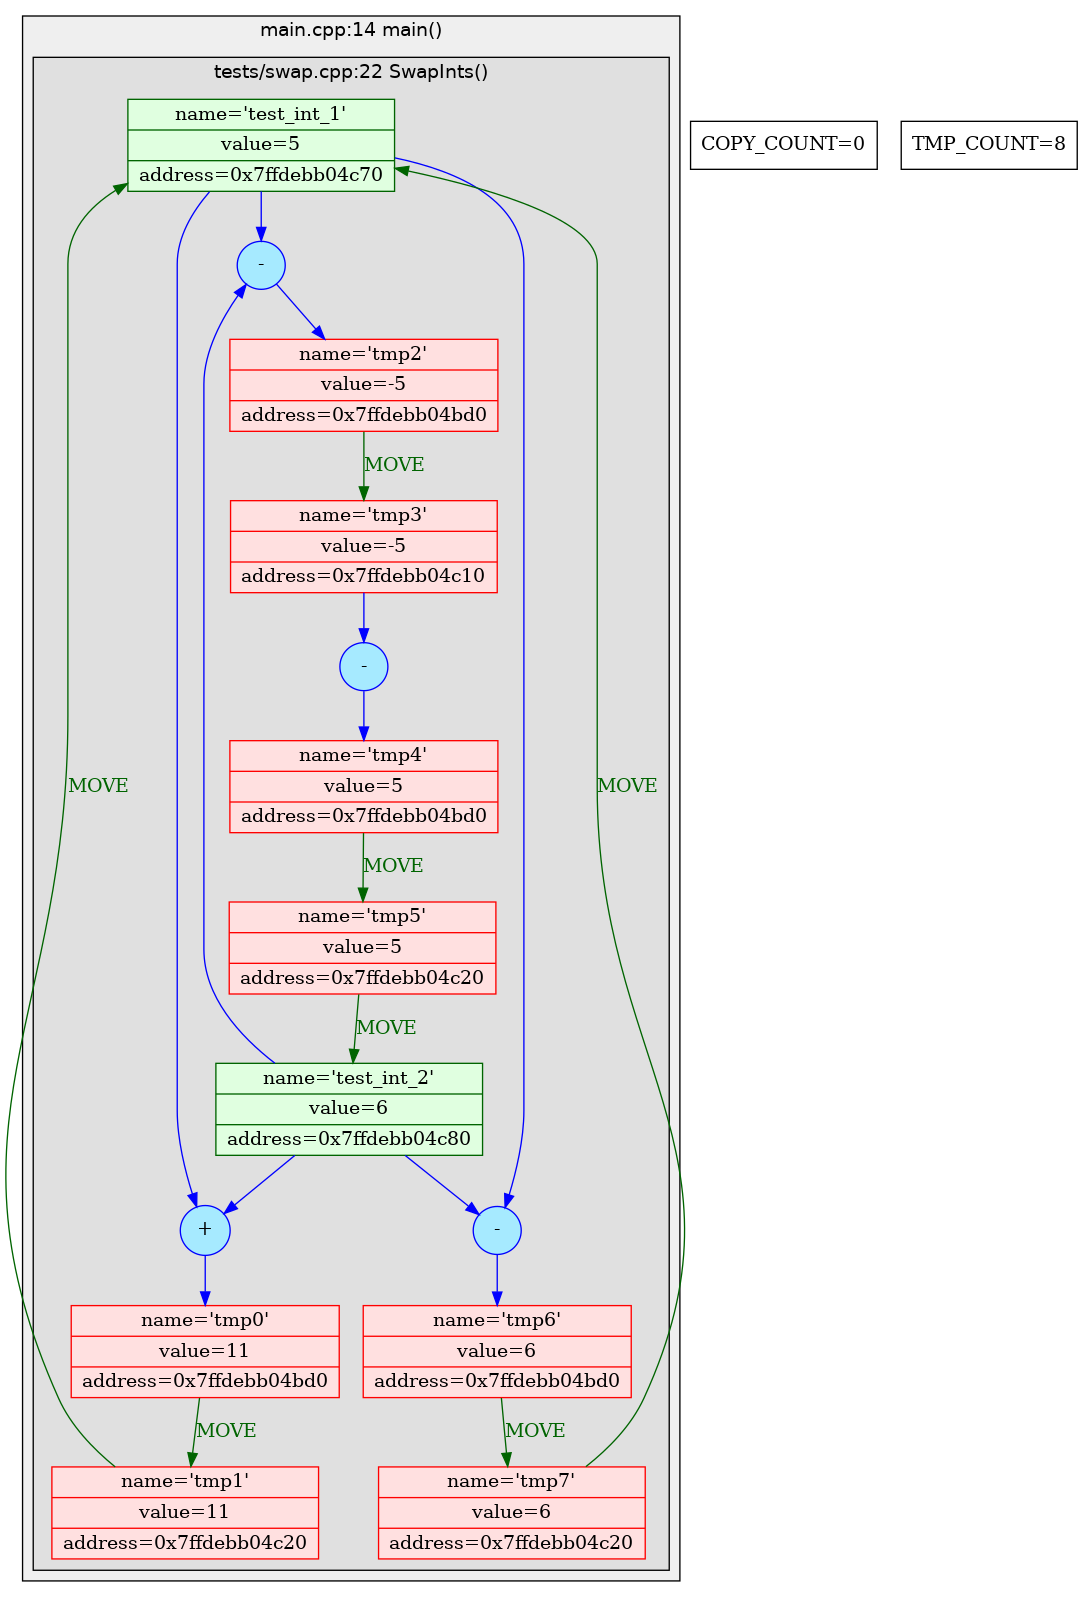 main.cpp:14 main()
tests/swap.cpp:22 SwapInts()
name='test_int_1'
value=5
address=0x7ffdebb04c70
COPY_COUNT=0
TMP_COUNT=8
-
name='tmp2'
value=-5
address=0x7ffdebb04bd0
MOVE
name='tmp3'
value=-5
address=0x7ffdebb04c10
-
name='tmp4'
value=5
address=0x7ffdebb04bd0
MOVE
MOVE
MOVE
name='tmp5'
value=5
address=0x7ffdebb04c20
MOVE
name='test_int_2'
value=6
address=0x7ffdebb04c80
+
-
name='tmp0'
value=11
address=0x7ffdebb04bd0
name='tmp6'
value=6
address=0x7ffdebb04bd0
MOVE
MOVE
name='tmp1'
value=11
address=0x7ffdebb04c20
name='tmp7'
value=6
address=0x7ffdebb04c20